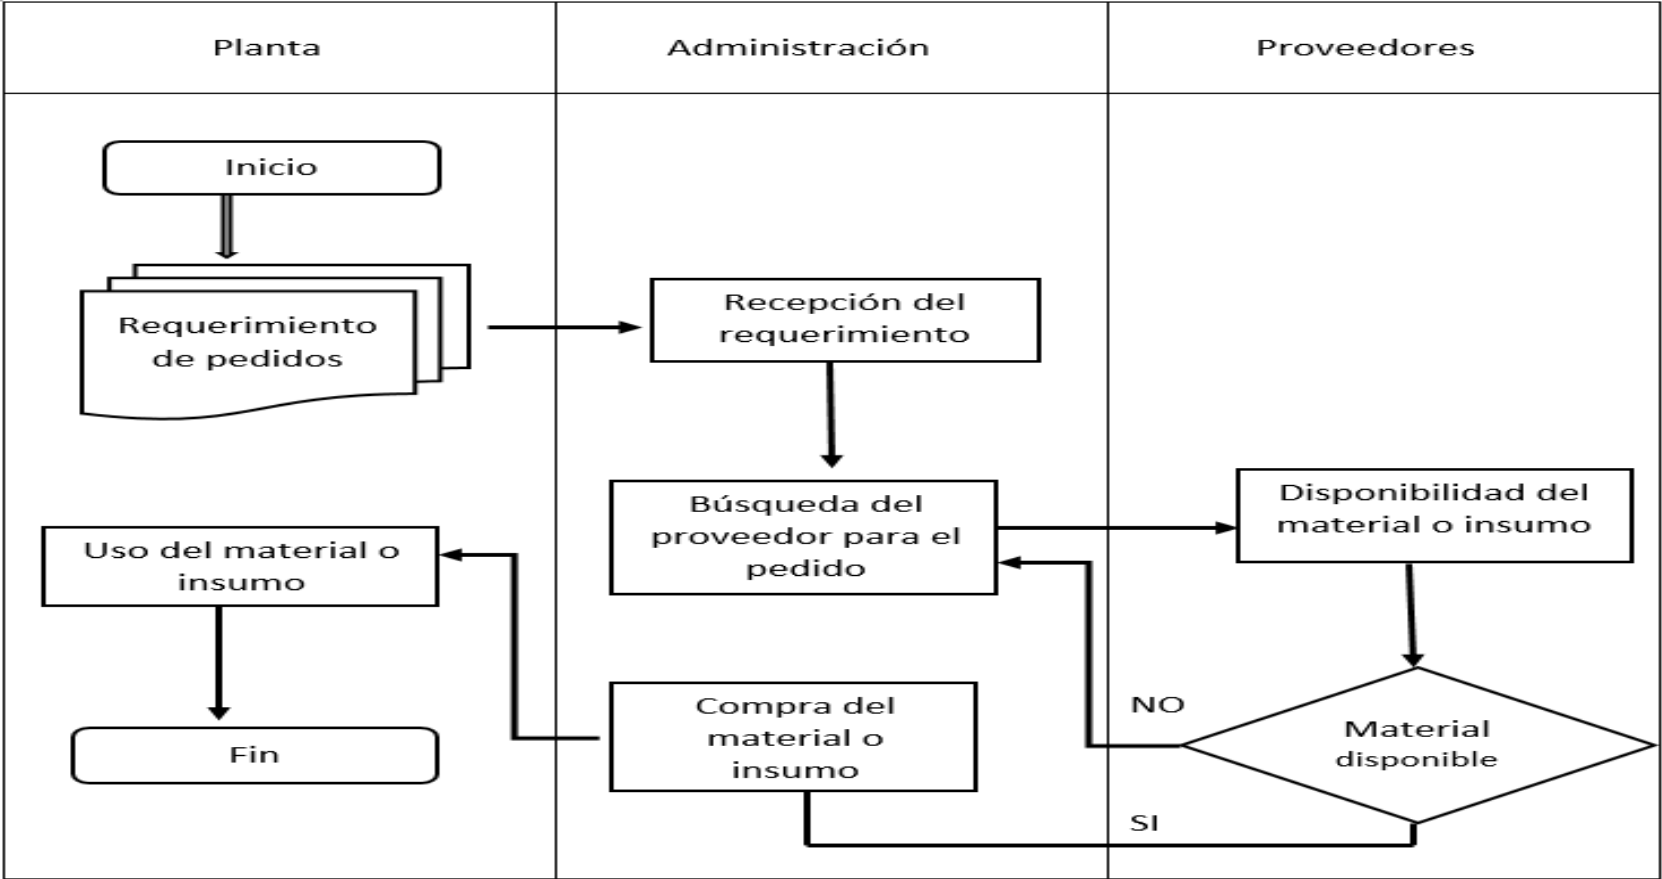 Planta
Administración
Proveedores
Inicio
Requerimiento
de pedidos
Recepción del
requerimiento
Búsqueda del
proveedor para el
pedido
Disponibilidad del
material o insumo
Uso del material o
insumo
Fin
Compra del
material o
insumo
NO
Material
disponible
SI